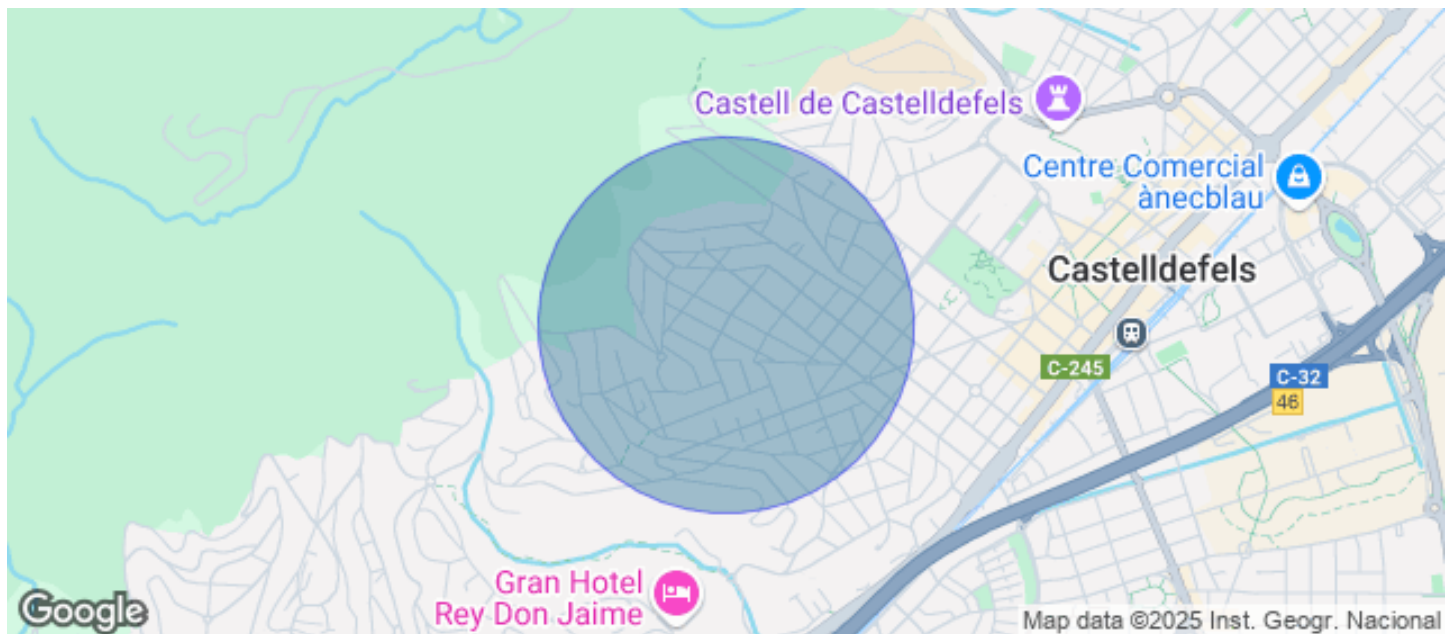 Castell de Castelldefels
Centre Comercial
ànecblau
Castelldefels
C-245
C-32
46
Gran Hotel
Rey Don Jaime
Google
Map data ©2025 Inst. Geogr. Nacional